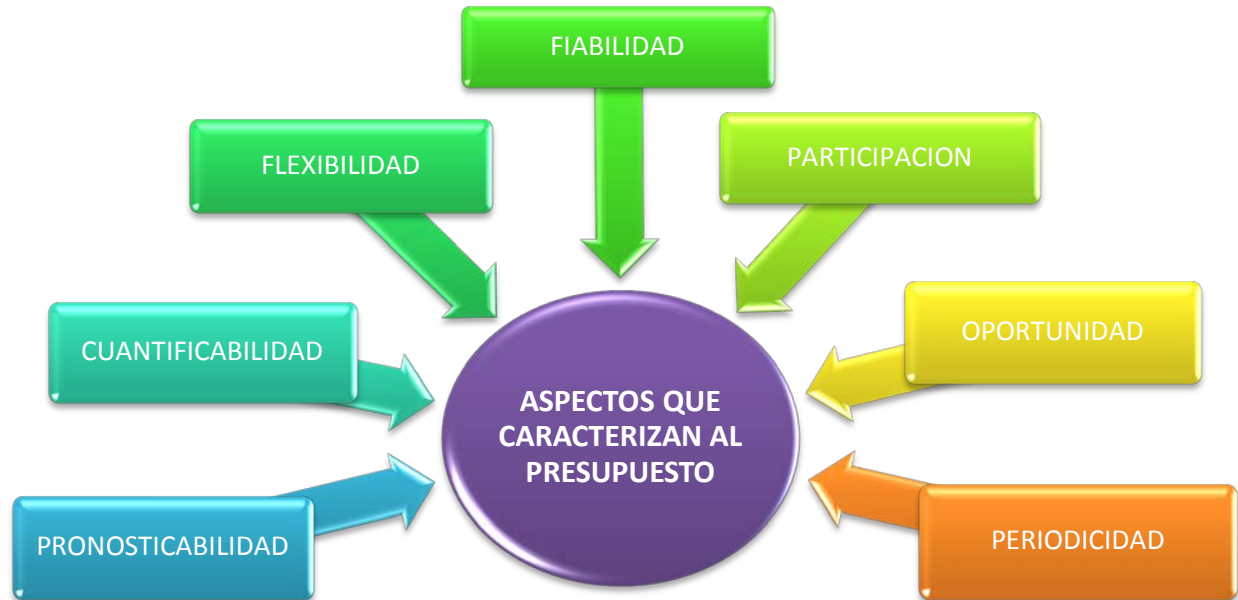 FIABILIDAD
FLEXIBILIDAD
PARTICIPACION
CUANTIFICABILIDAD
OPORTUNIDAD
ASPECTOS QUE
CARACTERIZAN AL
PRESUPUESTO
PRONOSTICABILIDAD
PERIODICIDAD